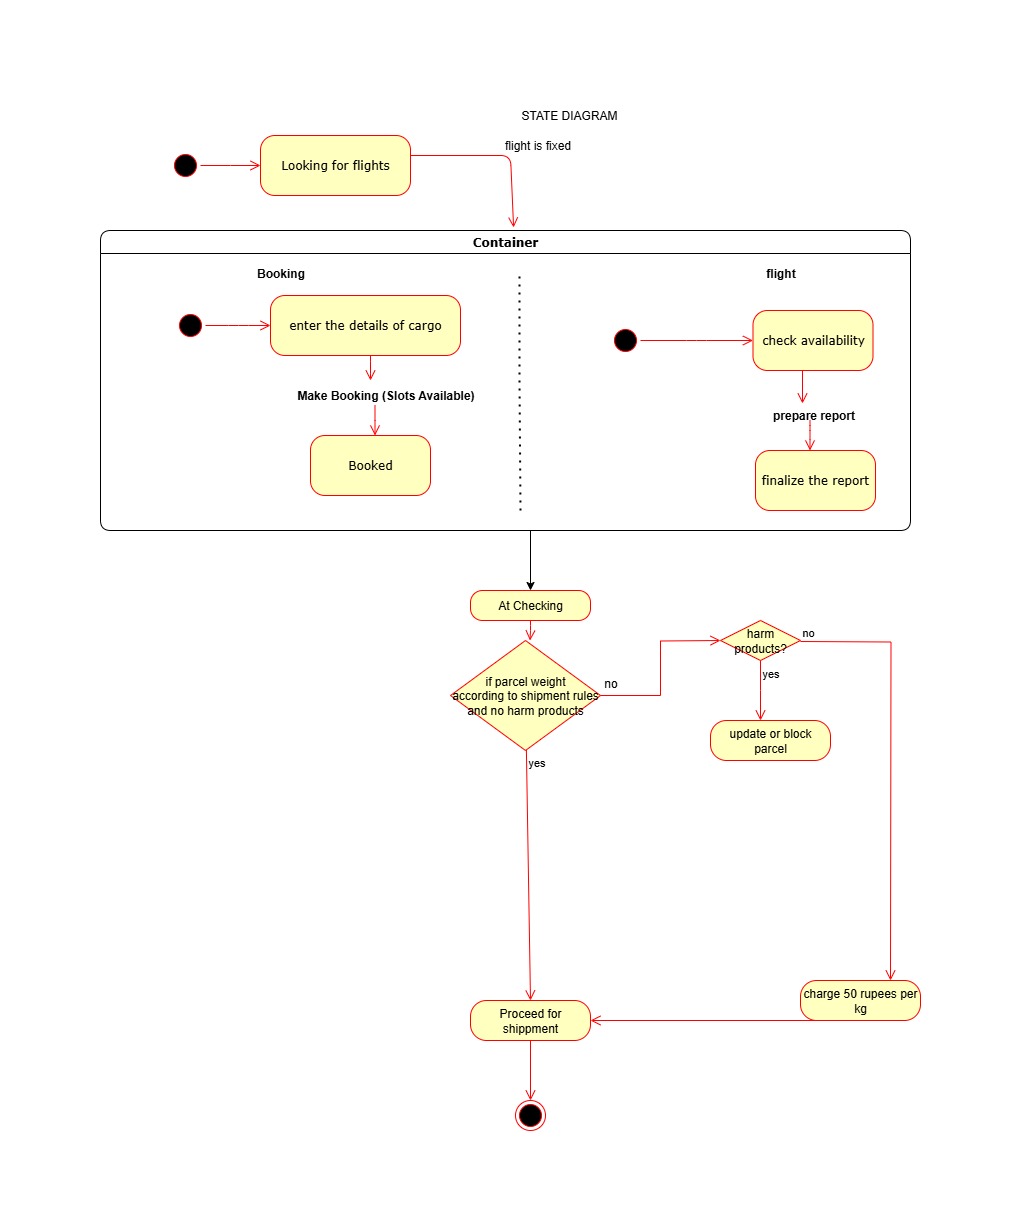 STATE DIAGRAM
flight is fixed
Looking for flights
Container
Booking
flight
enter the details of cargo
check availability
Make Booking (Slots Available)
prepare report
Booked
finalize the report
At Checking
harm
products?
no
if parcel weight
according to shipment rules
and no harm products
no
yes
update or block
parcel
yes
charge 50 rupees per
kg
Proceed for
shippment